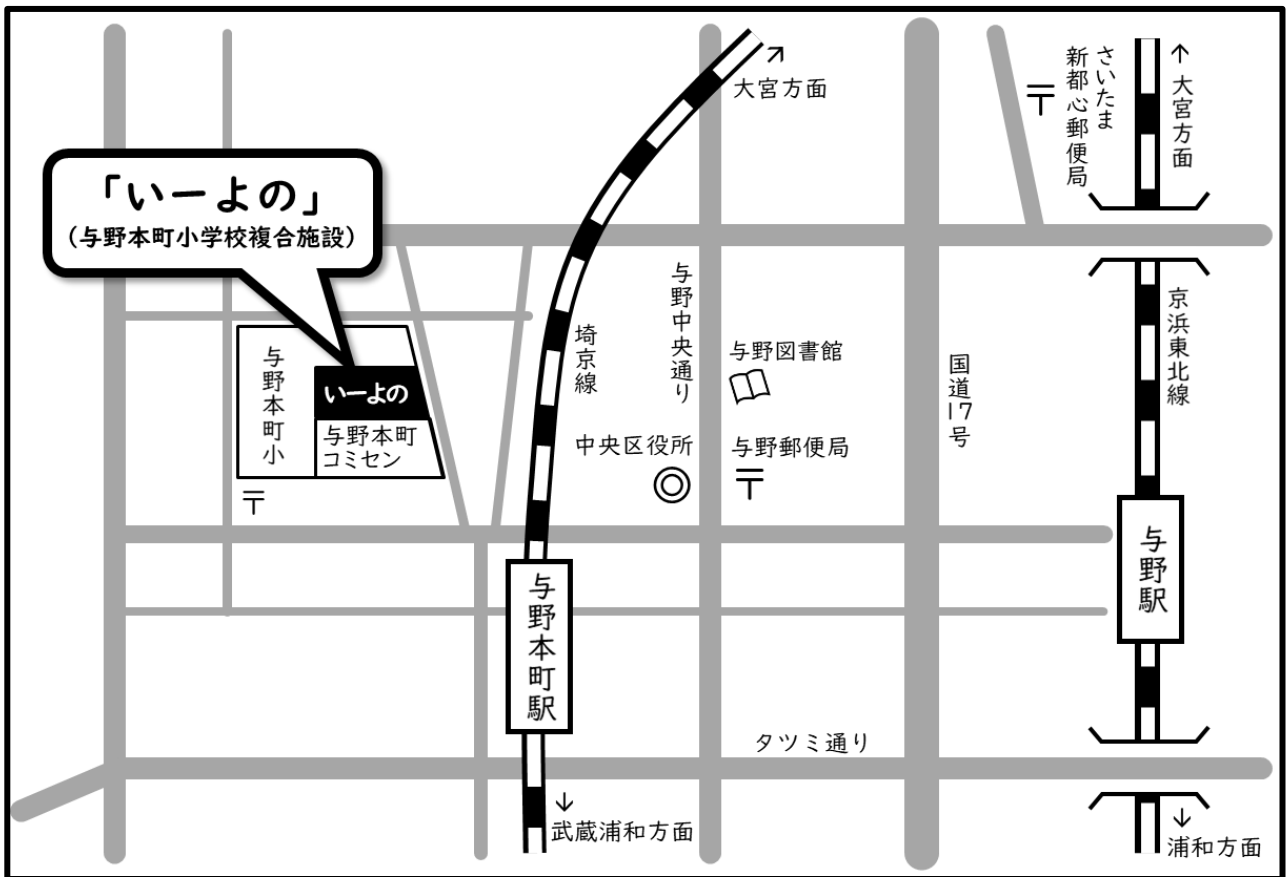 大宮方面
さいたま
新都心郵便局
大宮方面
「いーよの」
(与野本町小学校複合施設)
与野中央通り
埼京線
京浜東北線
与野図書館
国道17号
与野本町小
いーよの
与野本町
コミセン
中央区役所
与野郵便局
与野駅
与野本町駅
タツミ通り
武蔵浦和方面
浦和方面